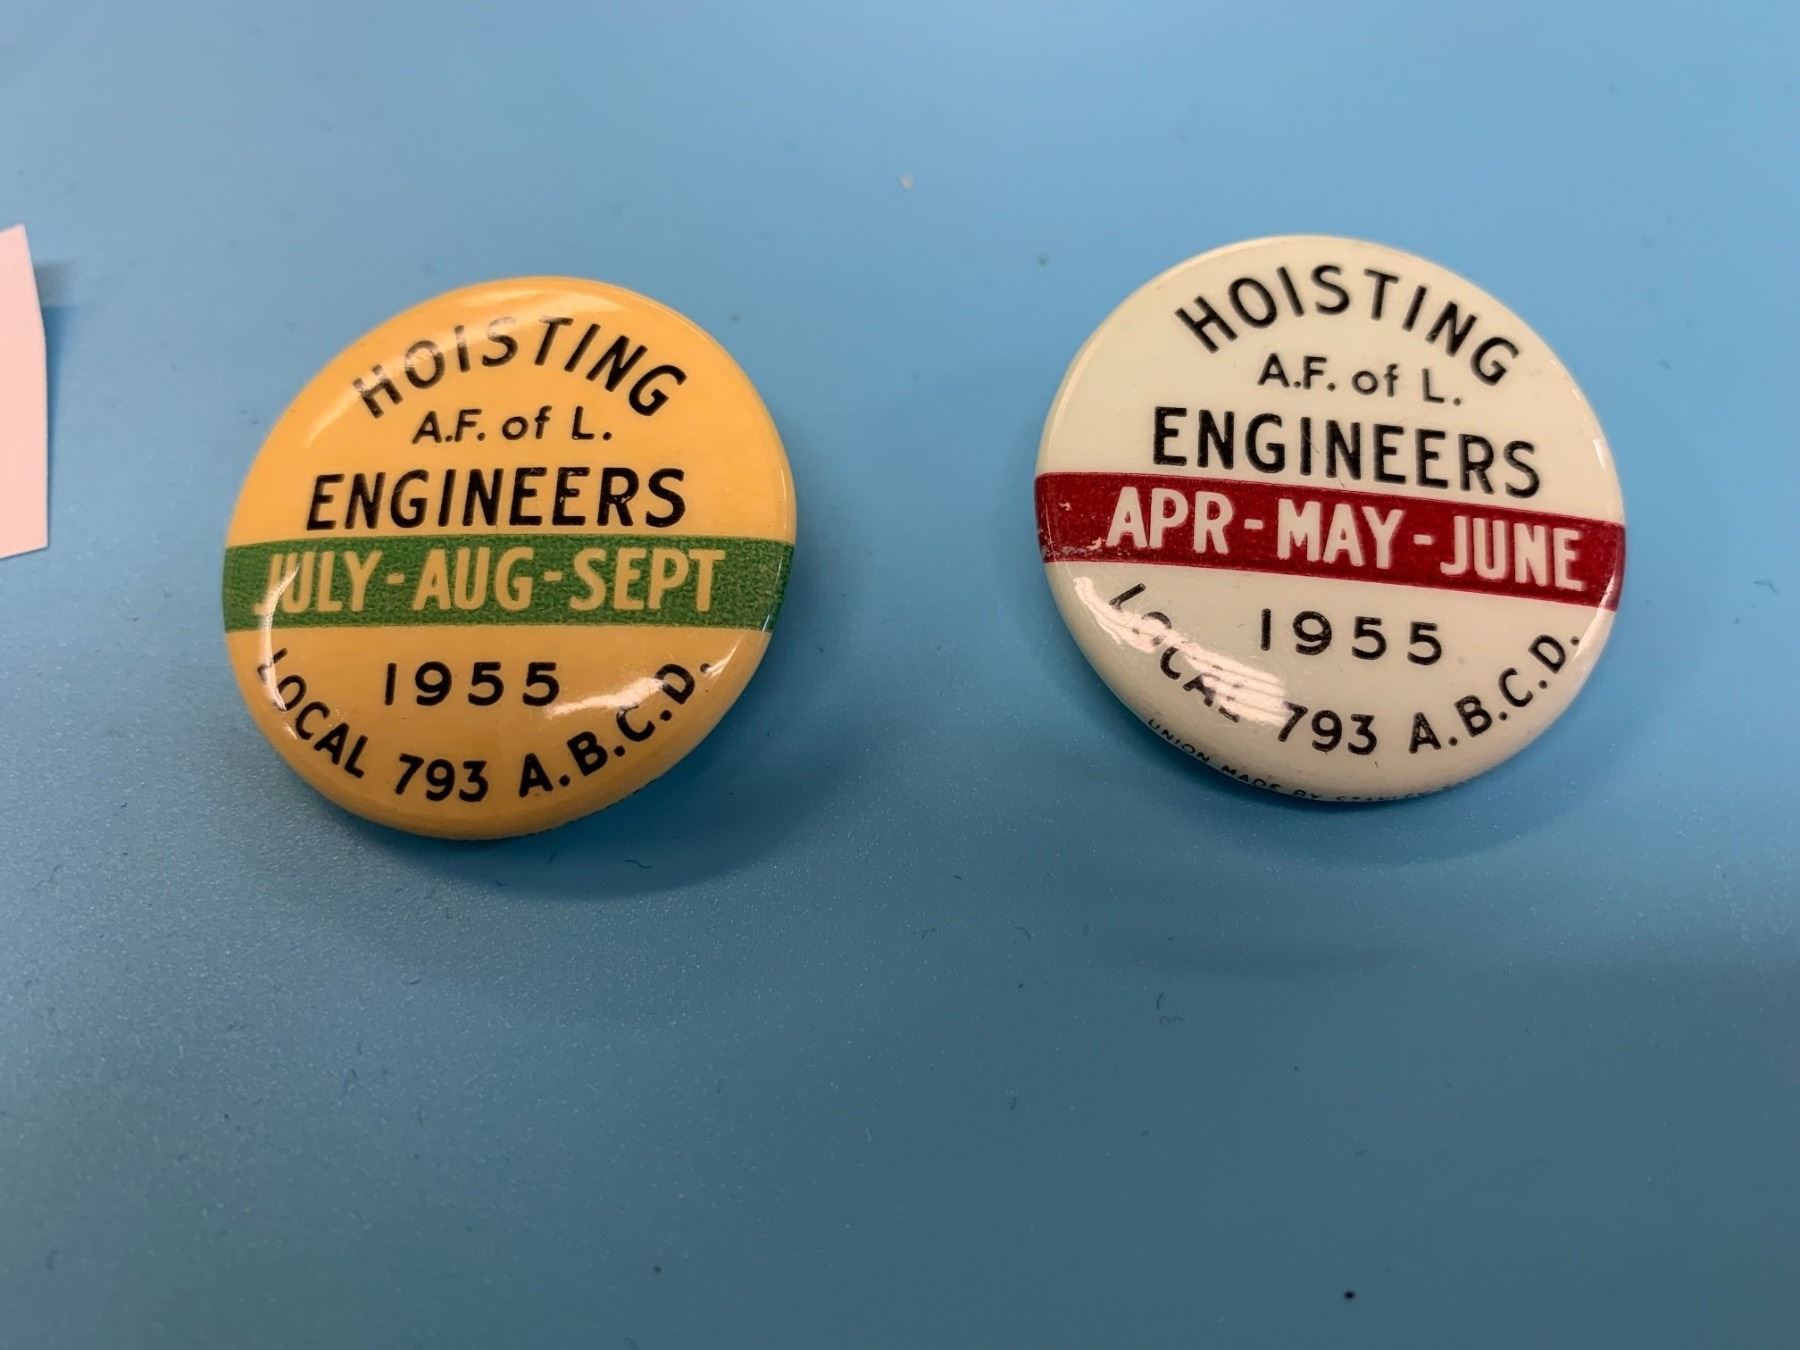 HOISTING
A.F. of L.
ENGINEERS
JULY-AUG-SEPT
1955
LOCAL 793 A.B.C.D.
HOISTING
A.F. of L.
ENGINEERS
APR-MAY-JUNE
1955
LOCAL 793 A.B.C.D.
UNION MADE BY